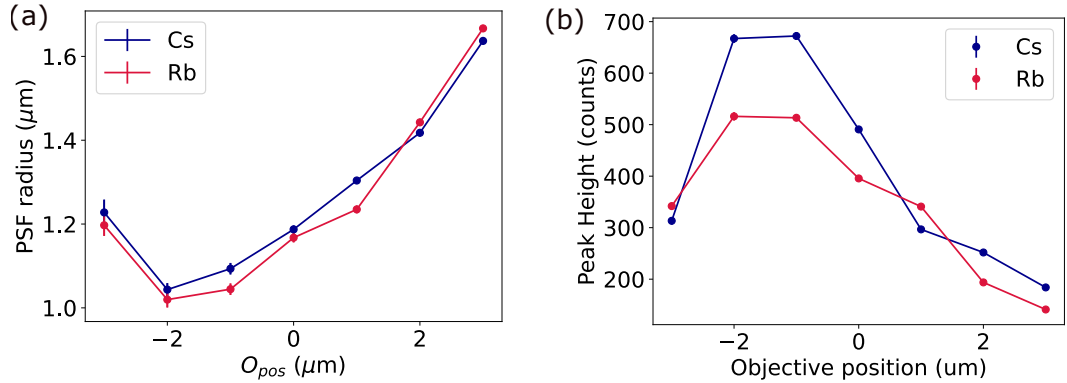 (a)
Cs
Rb
PSF radius (μm)
1.6
1.4
1.2
1.0
−2
0
2
O_pos (μm)
(b)
Cs
Rb
Peak Height (counts)
700
600
500
400
300
200
−2
0
2
Objective position (um)